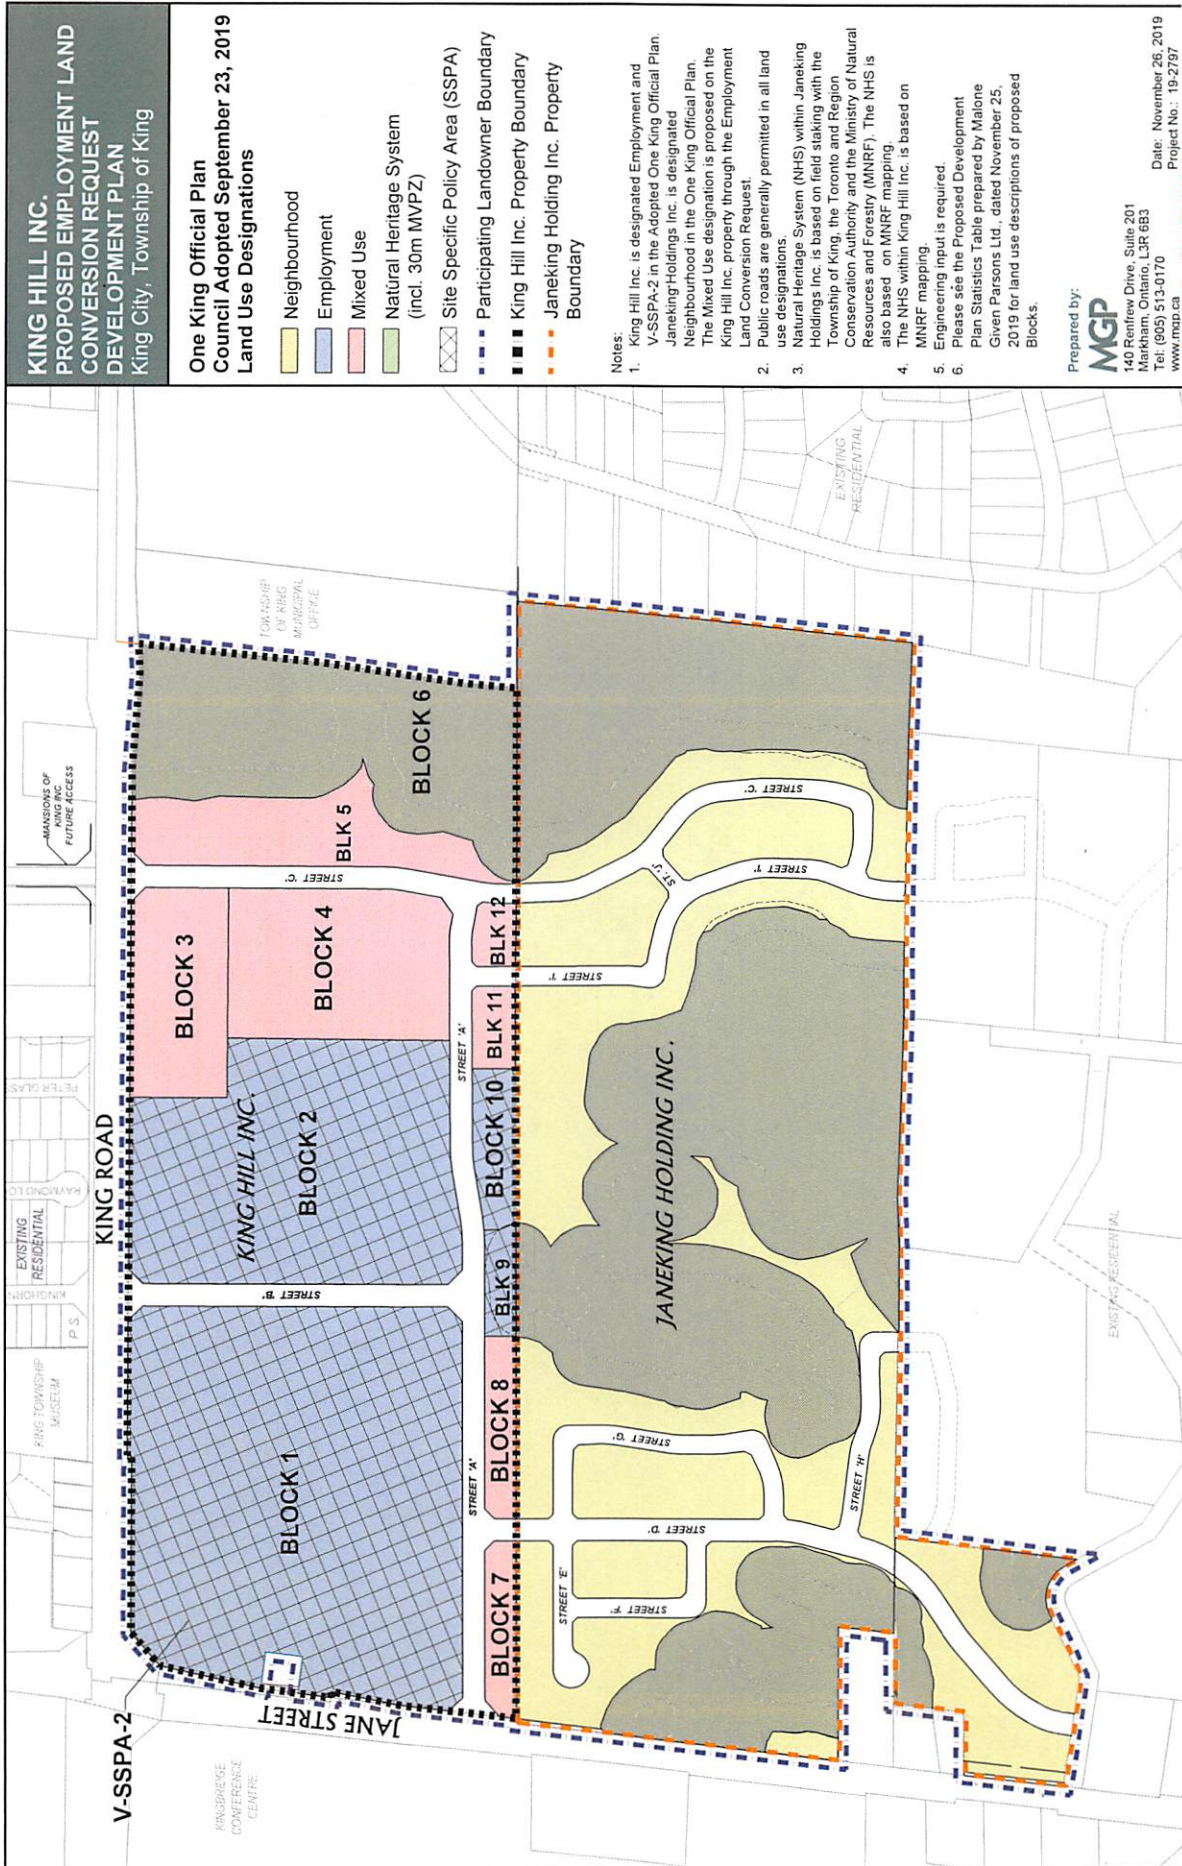 KING HILL INC.
PROPOSED EMPLOYMENT LAND
CONVERSION REQUEST
DEVELOPMENT PLAN
King City, Township of King
One King Official Plan
Council Adopted September 23, 2019
Land Use Designations
Neighbourhood
Employment
Mixed Use
Natural Heritage System
(incl. 30m MVPZ)
Site Specific Policy Area (SSPA)
Participating Landowner Boundary
King Hill Inc. Property Boundary
Janeking Holding Inc. Property
Boundary
Notes:
1. King Hill Inc. is designated Employment and
V-SSPA-2 in the Adopted One King Official Plan.
Janeking Holdings Inc. is designated
Neighbourhood in the One King Official Plan.
The Mixed Use designation is proposed on the
King Hill Inc. property through the Employment
Land Conversion Request.
2. Public roads are generally permitted in all land
use designations.
3. Natural Heritage System (NHS) within Janeking
Holdings Inc. is based on field staking with the
Township of King, the Toronto and Region
Conservation Authority and the Ministry of Natural
Resources and Forestry (MNRF). The NHS is
also based on MNRF mapping.
4. The NHS within King Hill Inc. is based on
MNRF mapping.
5. Engineering input is required.
6. Please see the Proposed Development
Plan Statistics Table prepared by Malone
Given Parsons Ltd., dated November 25,
2019 for land use descriptions of proposed
Blocks.
Prepared by:
MGP
140 Renfrew Drive, Suite 201
Markham, Ontario, L3R 6B3
Tel: (905) 513-0170
www.mgp.ca
Date: November 26, 2019
Project No.: 19-2797
V-SSPA-2
KING ROAD
JANE STREET
KINGBRIDGE
CONFERENCE
CENTRE
KING TOWNSHIP
MUSEUM
P.S.
KINGHORN
EXISTING
RESIDENTIAL
RAYMOND LO
PETER GLAS
MANSIONS OF
KING INC.
FUTURE ACCESS
TOWNSHIP
OF KING
MUNICIPAL
OFFICE
BLOCK 1
STREET 'B'
KING HILL INC.
BLOCK 2
BLOCK 3
BLOCK 4
STREET 'C'
BLK 5
BLOCK 6
STREET 'A'
STREET 'A'
BLOCK 7
BLOCK 8
BLK 9
BLOCK 10
BLK 11
BLK 12
STREET 'E'
STREET 'F'
STREET 'D'
STREET 'G'
STREET 'H'
JANEKING HOLDING INC.
STREET 'I'
ST. 'J'
STREET 'I'
STREET 'C'
EXISTING
RESIDENTIAL
EXISTING RESIDENTIAL